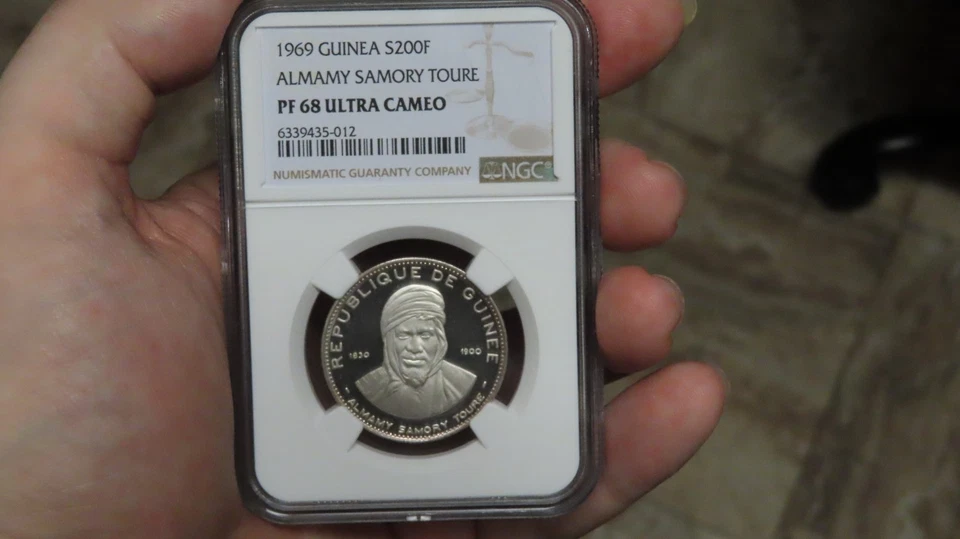 1969 GUINEA S200F
ALMAMY SAMORY TOURE
PF 68 ULTRA CAMEO
6339435-012
NUMISMATIC GUARANTY COMPANY
NGC
REPUBLIQUE DE GUINEE
1830 1900
- ALMAMY SAMORY TOURE -